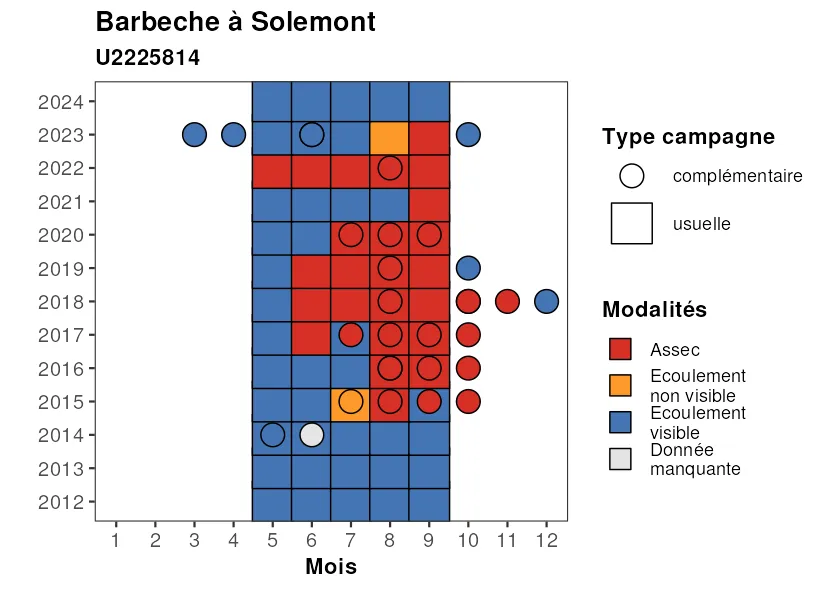 Barbeche à Solemont
U2225814
2024
2023
2022
2021
2020
2019
2018
2017
2016
2015
2014
2013
2012
1 2 3 4 5 6 7 8 9 10 11 12
Mois
Type campagne
complémentaire
usuelle
Modalités
Assec
Ecoulement
non visible
Ecoulement
visible
Donnée
manquante